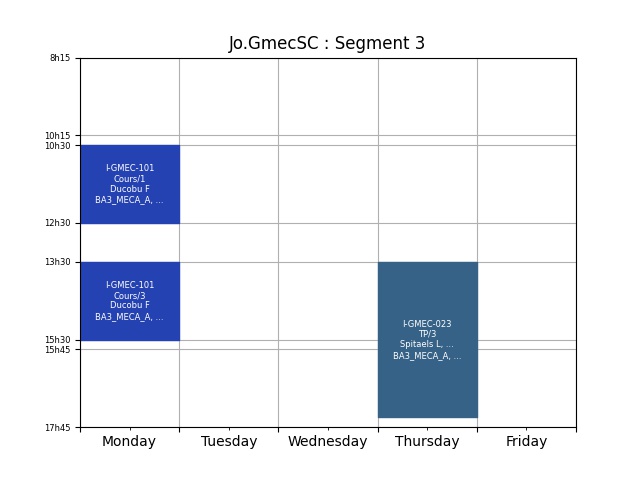 Jo.GmecSC : Segment 3
8h15
10h15
10h30
12h30
13h30
15h30
15h45
17h45
I-GMEC-101
Cours/1
Ducobu F
BA3_MECA_A, ...
I-GMEC-101
Cours/3
Ducobu F
BA3_MECA_A, ...
I-GMEC-023
TP/3
Spitaels L, ...
BA3_MECA_A, ...
Monday
Tuesday
Wednesday
Thursday
Friday